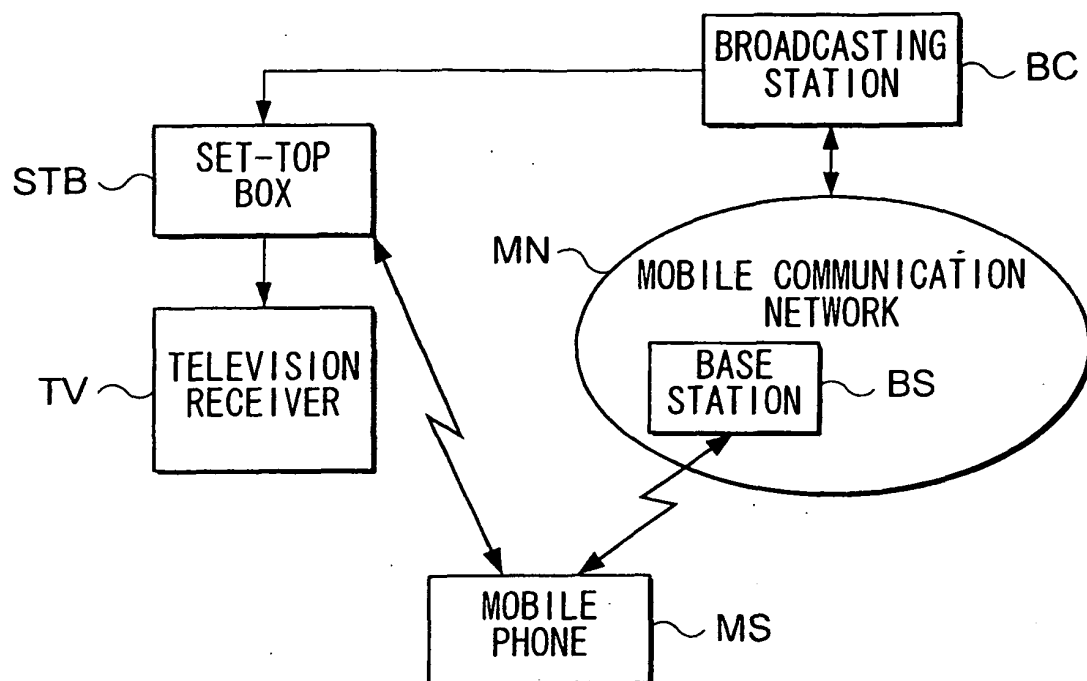 BROADCASTING
STATION
BC
SET-TOP
BOX
STB
MN
MOBILE COMMUNICATION
NETWORK
TELEVISION
RECEIVER
TV
BASE
STATION
BS
MOBILE
PHONE
MS